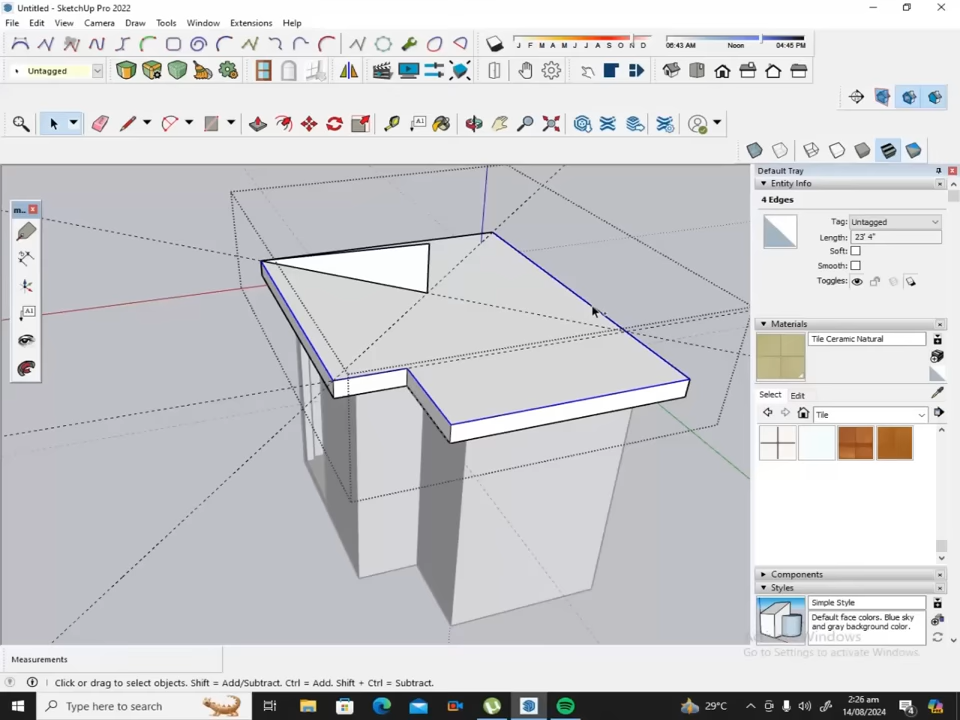 Untitled - SketchUp Pro 2022
File Edit View Camera Draw Tools Window Extensions Help
J F M A M J J A S O N D 06:43 AM Noon 04:45 PM
Untagged
Default Tray
Entity Info
4 Edges
Tag: Untagged
Length: 23' 4"
Soft:
Smooth:
Toggles:
Materials
Tile Ceramic Natural
Select Edit
Tile
Components
Styles
Simple Style
Default face colors. Blue sky
and gray background color.
m...
A1
A1
Activate Windows
Go to Settings to activate Windows.
Measurements
Click or drag to select objects. Shift = Add/Subtract. Ctrl = Add. Shift + Ctrl = Subtract.
Type here to search
29°C
2:26 am
14/08/2024
4